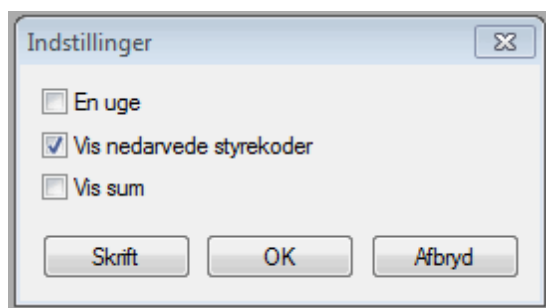 Indstillinger
En uge
Vis nedarvede styrekoder
Vis sum
Skrift OK Afbryd